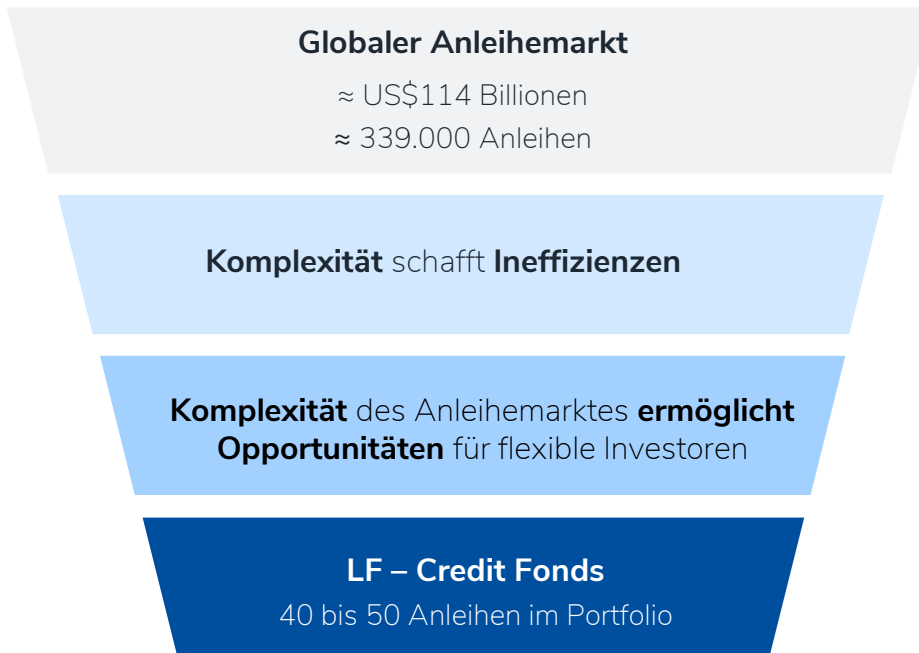 Globaler Anleihemarkt
≈ US$114 Billionen
≈ 339.000 Anleihen
Komplexität schafft Ineffizienzen
Komplexität des Anleihemarktes ermöglicht
Opportunitäten für flexible Investoren
LF – Credit Fonds
40 bis 50 Anleihen im Portfolio